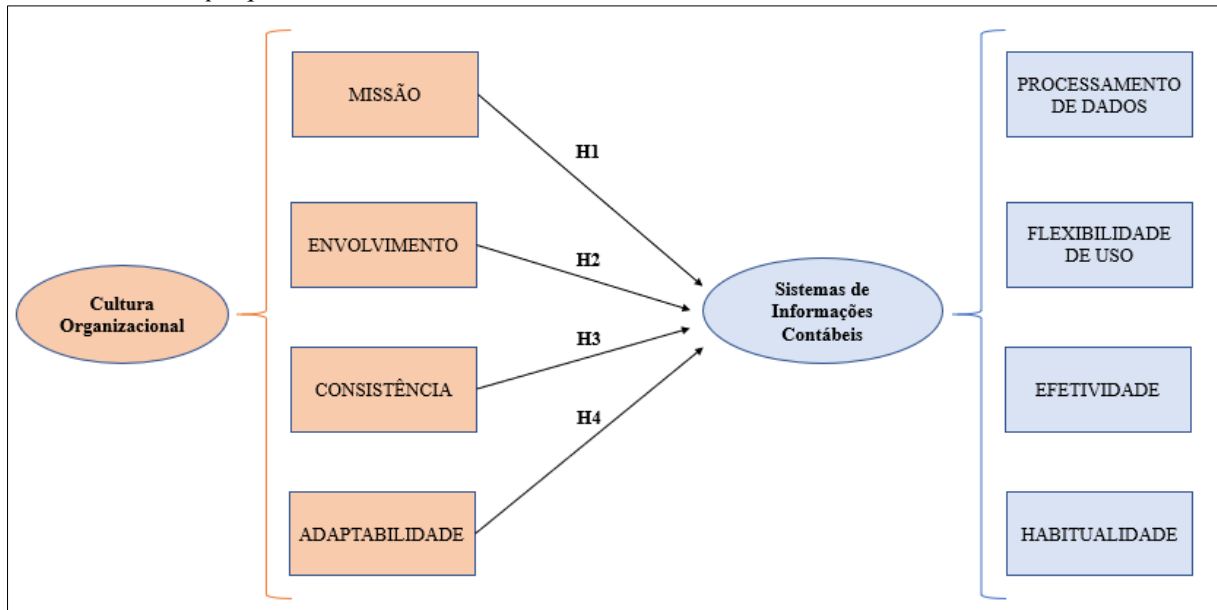 MISSÃO
ENVOLVIMENTO
CONSISTÊNCIA
ADAPTABILIDADE
Cultura
Organizacional
H1
H2
H3
H4
Sistemas de
Informações
Contábeis
PROCESSAMENTO
DE DADOS
FLEXIBILIDADE
DE USO
EFETIVIDADE
HABITUALIDADE